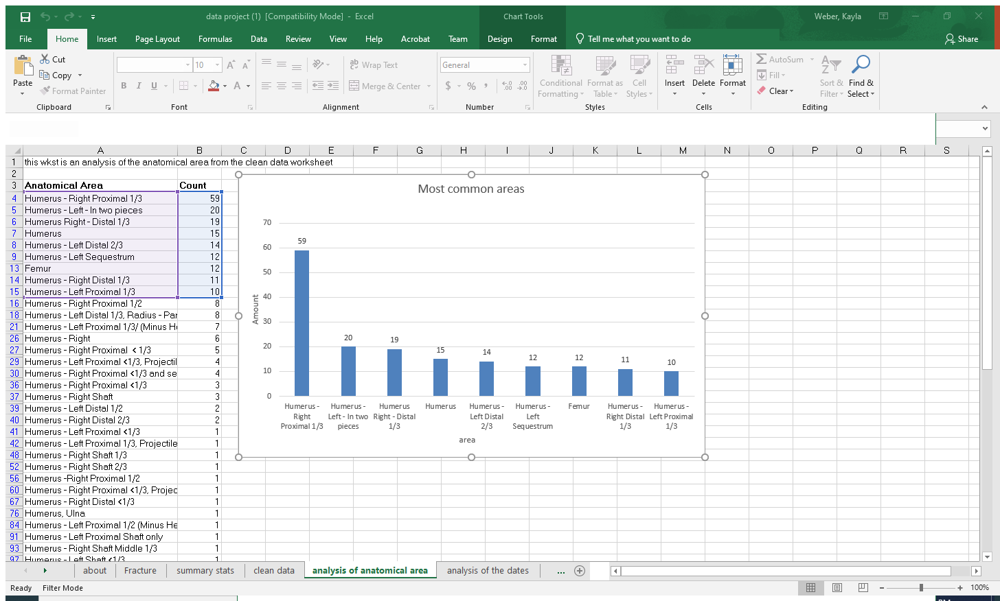 data project (1) [Compatibility Mode] - Excel
Chart Tools
Weber, Kayla
File Home Insert Page Layout Formulas Data Review View Help Acrobat Team Design Format Tell me what you want to do Share
Paste
Cut
Copy
Format Painter
10
B I U
Wrap Text
Merge & Center
General
$ % ,
Conditional Formatting
Format as Table
Cell Styles
Insert Delete Format
AutoSum
Fill
Clear
Sort & Filter
Find & Select
Clipboard Font Alignment Number Styles Cells Editing
A B C D E F G H I J K L M N O P Q R S
1 this wkst is an analysis of the anatomical area from the clean data worksheet
2
3 Anatomical Area Count
4 Humerus - Right Proximal 1/3 59
5 Humerus - Left - In two pieces 20
6 Humerus Right - Distal 1/3 19
7 Humerus 15
8 Humerus - Left Distal 2/3 14
9 Humerus - Left Sequestrum 12
13 Femur 12
14 Humerus - Right Distal 1/3 11
15 Humerus - Left Proximal 1/3 10
16 Humerus - Right Proximal 1/2 8
18 Humerus - Left Distal 1/3, Radius - Par 8
21 Humerus - Left Proximal 1/3/ (Minus He 7
26 Humerus - Right 6
27 Humerus - Right Proximal < 1/3 5
29 Humerus - Left Proximal <1/3, Projectil 4
30 Humerus - Right Proximal <1/3 and se 4
36 Humerus - Right Proximal <1/3 3
37 Humerus - Right Shaft 3
39 Humerus - Left Distal 1/2 2
40 Humerus - Right Distal 2/3 2
41 Humerus - Left Proximal <1/3 1
42 Humerus - Left Proximal 1/3, Projectile 1
48 Humerus - Right Shaft 1/3 1
52 Humerus - Right Shaft 2/3 1
56 Humerus -Right Proximal 1/2 1
60 Humerus - Right Proximal <1/3, Projec 1
67 Humerus - Right Distal <1/3 1
76 Humerus, Ulna 1
84 Humerus - Left Proximal 1/2 (Minus He 1
91 Humerus - Left Proximal Shaft only 1
93 Humerus - Right Shaft Middle 1/3 1
97 Humerus - Left Shaft <1/3 1
Most common areas
Amount
70
60
50
40
30
20
10
0
59 20 19 15 14 12 12 11 10
Humerus - Right Proximal 1/3
Humerus - Left - In two pieces
Humerus Right - Distal 1/3
Humerus
Humerus - Left Distal 2/3
Humerus - Left Sequestrum
Femur
Humerus - Right Distal 1/3
Humerus - Left Proximal 1/3
area
about Fracture summary stats clean data analysis of anatomical area analysis of the dates ...
Ready Filter Mode 100%